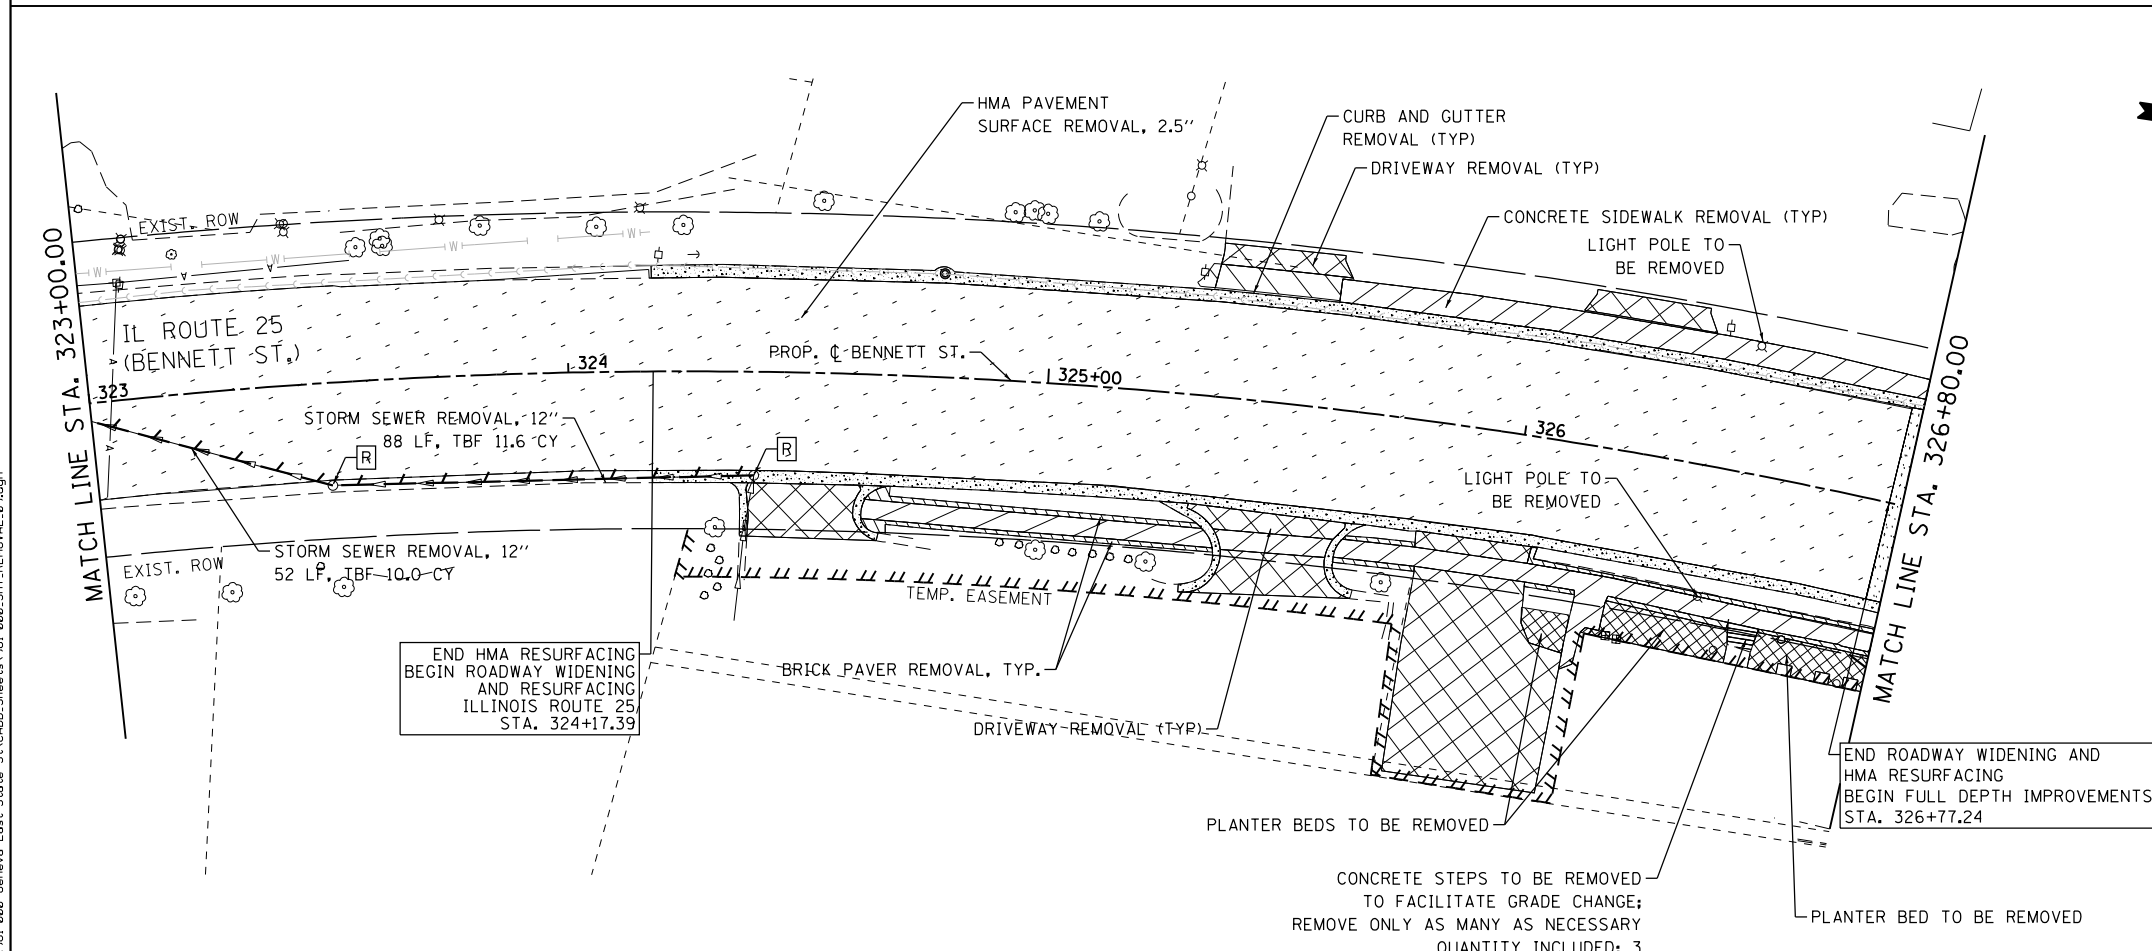 HMA PAVEMENT
SURFACE REMOVAL, 2.5"
CURB AND GUTTER
REMOVAL (TYP)
DRIVEWAY REMOVAL (TYP)
CONCRETE SIDEWALK REMOVAL (TYP)
LIGHT POLE TO
BE REMOVED
EXIST. ROW
W
W
W
W
MATCH LINE STA. 323+00.00
IL ROUTE 25
(BENNETT ST.)
A
A
PROP. ℄ BENNETT ST.
323
324
325+00
326
STORM SEWER REMOVAL, 12"
88 LF, TBF 11.6 CY
R
R
LIGHT POLE TO
BE REMOVED
MATCH LINE STA. 326+80.00
STORM SEWER REMOVAL, 12"
52 LF, TBF 10.0 CY
EXIST. ROW
TEMP. EASEMENT
END HMA RESURFACING
BEGIN ROADWAY WIDENING
AND RESURFACING
ILLINOIS ROUTE 25
STA. 324+17.39
BRICK PAVER REMOVAL, TYP.
DRIVEWAY REMOVAL (TYP)
PLANTER BEDS TO BE REMOVED
END ROADWAY WIDENING AND
HMA RESURFACING
BEGIN FULL DEPTH IMPROVEMENTS
STA. 326+77.24
CONCRETE STEPS TO BE REMOVED
TO FACILITATE GRADE CHANGE;
REMOVE ONLY AS MANY AS NECESSARY
QUANTITY INCLUDED: 3
PLANTER BED TO BE REMOVED